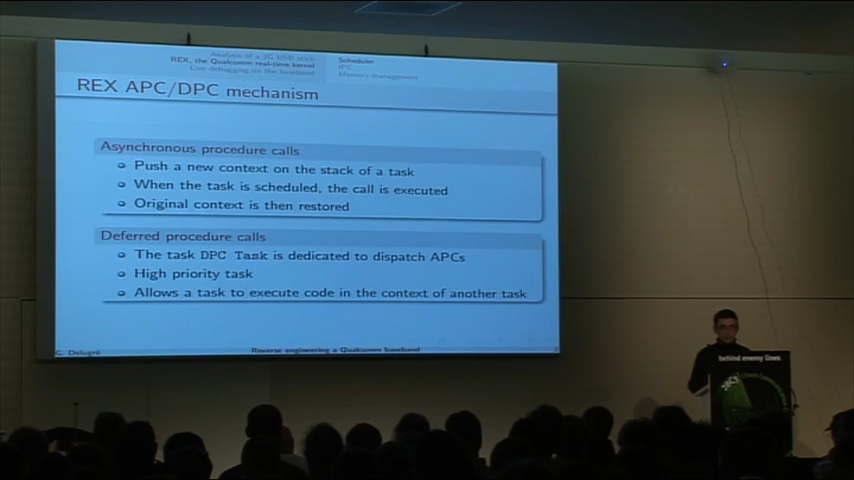 Analysis of a 3G USB stick
REX, the Qualcomm real-time kernel
Live debugging on the baseband
Scheduler
IPC
Memory management
REX APC/DPC mechanism
Asynchronous procedure calls
Push a new context on the stack of a task
When the task is scheduled, the call is executed
Original context is then restored
Deferred procedure calls
The task DPC Task is dedicated to dispatch APCs
High priority task
Allows a task to execute code in the context of another task
G. Delugré
Reverse engineering a Qualcomm baseband
behind enemy lines